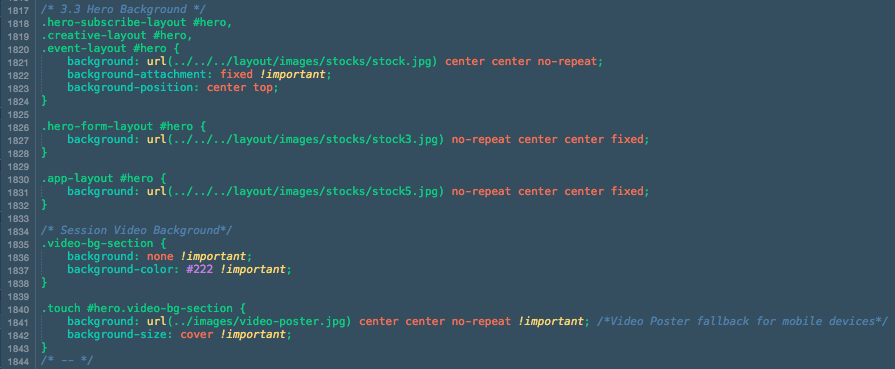 1817 /* 3.3 Hero Background */
1818 .hero-subscribe-layout #hero,
1819 .creative-layout #hero,
1820 .event-layout #hero {
1821 background: url(../../../layout/images/stocks/stock.jpg) center center no-repeat;
1822 background-attachment: fixed !important;
1823 background-position: center top;
1824 }
1825
1826 .hero-form-layout #hero {
1827 background: url(../../../layout/images/stocks/stock3.jpg) no-repeat center center fixed;
1828 }
1829
1830 .app-layout #hero {
1831 background: url(../../../layout/images/stocks/stock5.jpg) no-repeat center center fixed;
1832 }
1833
1834 /* Session Video Background*/
1835 .video-bg-section {
1836 background: none !important;
1837 background-color: #222 !important;
1838 }
1839
1840 .touch #hero.video-bg-section {
1841 background: url(../images/video-poster.jpg) center center no-repeat !important; /*Video Poster fallback for mobile devices*/
1842 background-size: cover !important;
1843 }
1844 /* -- */